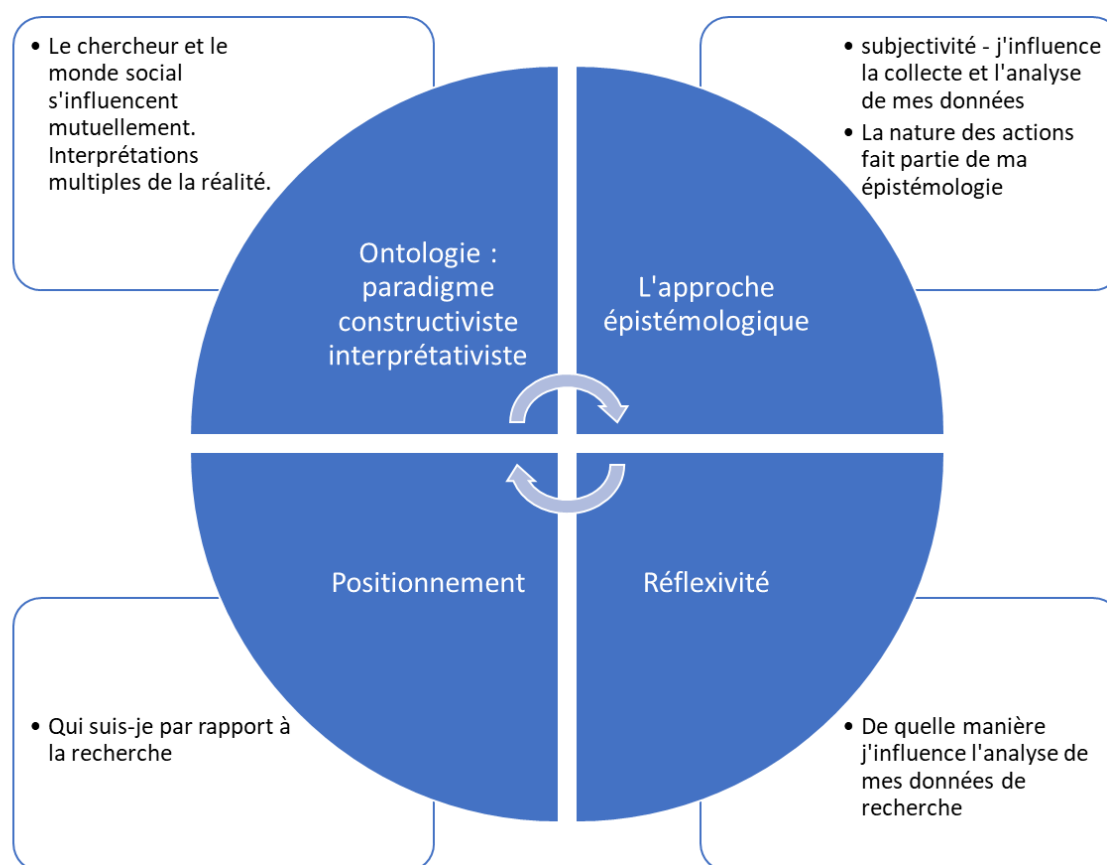 • Le chercheur et le
monde social
s'influencent
mutuellement.
Interprétations
multiples de la réalité.
• subjectivité - j'influence
la collecte et l'analyse
de mes données
• La nature des actions
fait partie de ma
épistémologie
Ontologie :
paradigme
constructiviste
interprétativiste
L'approche
épistémologique
Positionnement
Réflexivité
• Qui suis-je par rapport à
la recherche
• De quelle manière
j'influence l'analyse de
mes données de
recherche